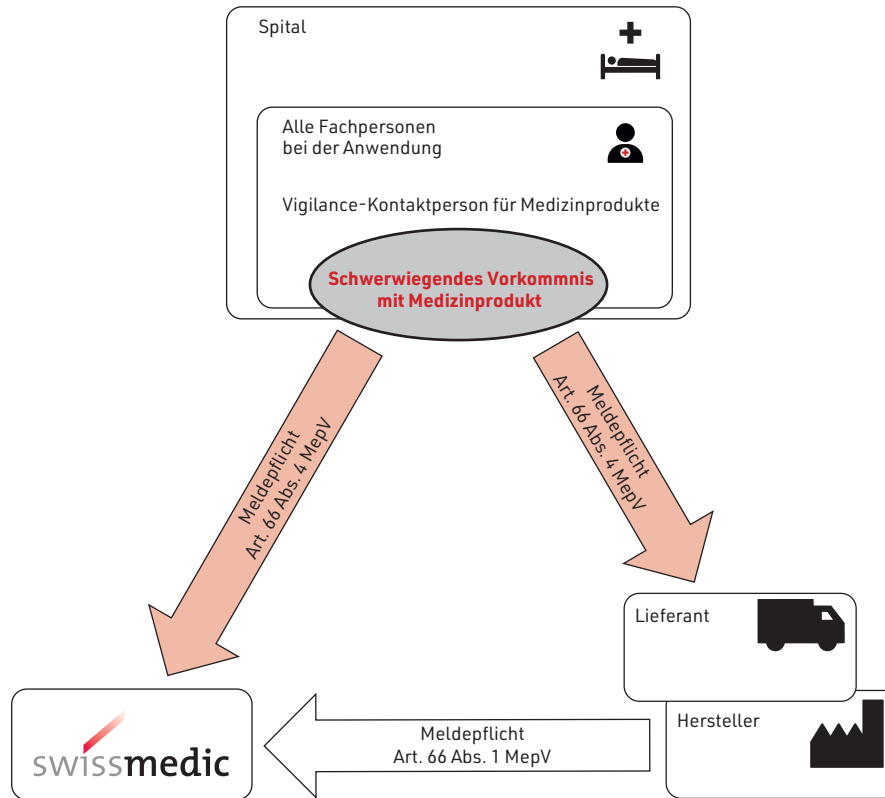 Spital
Alle Fachpersonen
bei der Anwendung
Vigilance-Kontaktperson für Medizinprodukte
Schwerwiegendes Vorkommnis
mit Medizinprodukt
Meldepflicht
Art. 66 Abs. 4 MepV
Meldepflicht
Art. 66 Abs. 4 MepV
Lieferant
Hersteller
Meldepflicht
Art. 66 Abs. 1 MepV
swissmedic